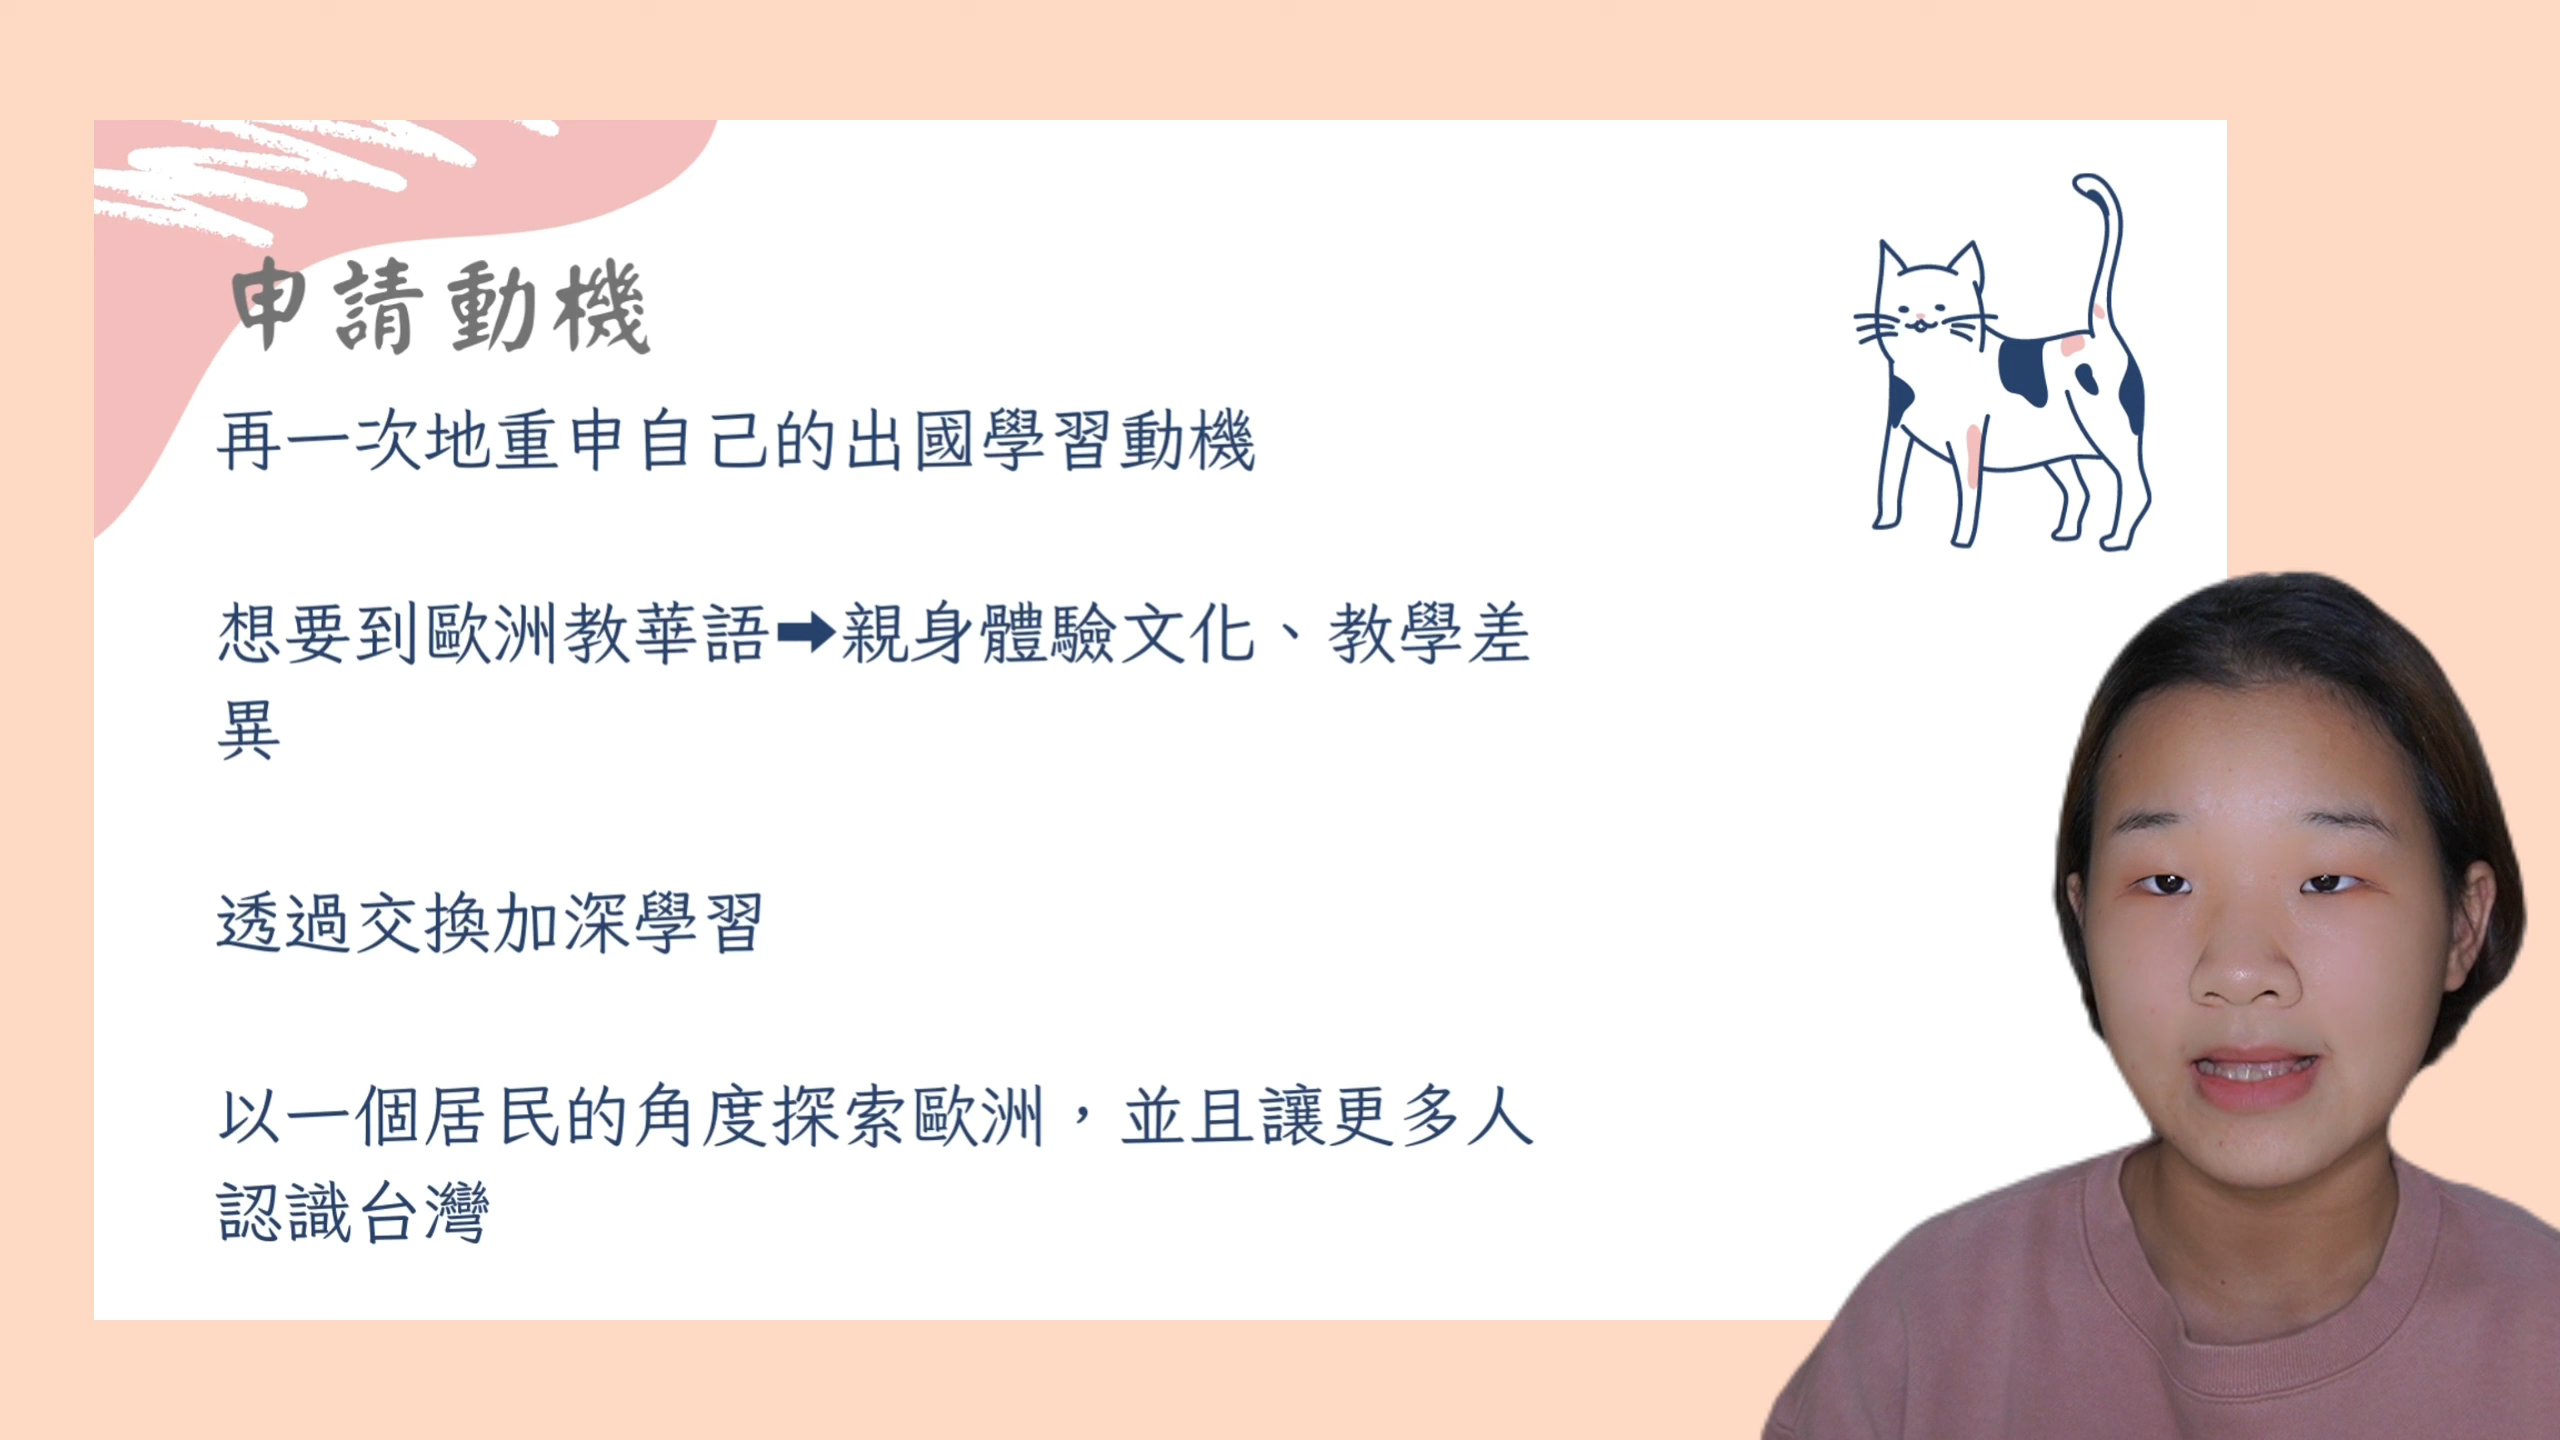 申請動機
再一次地重申自己的出國學習動機
想要到歐洲教華語➡親身體驗文化、教學差
異
透過交換加深學習
以一個居民的角度探索歐洲，並且讓更多人
認識台灣